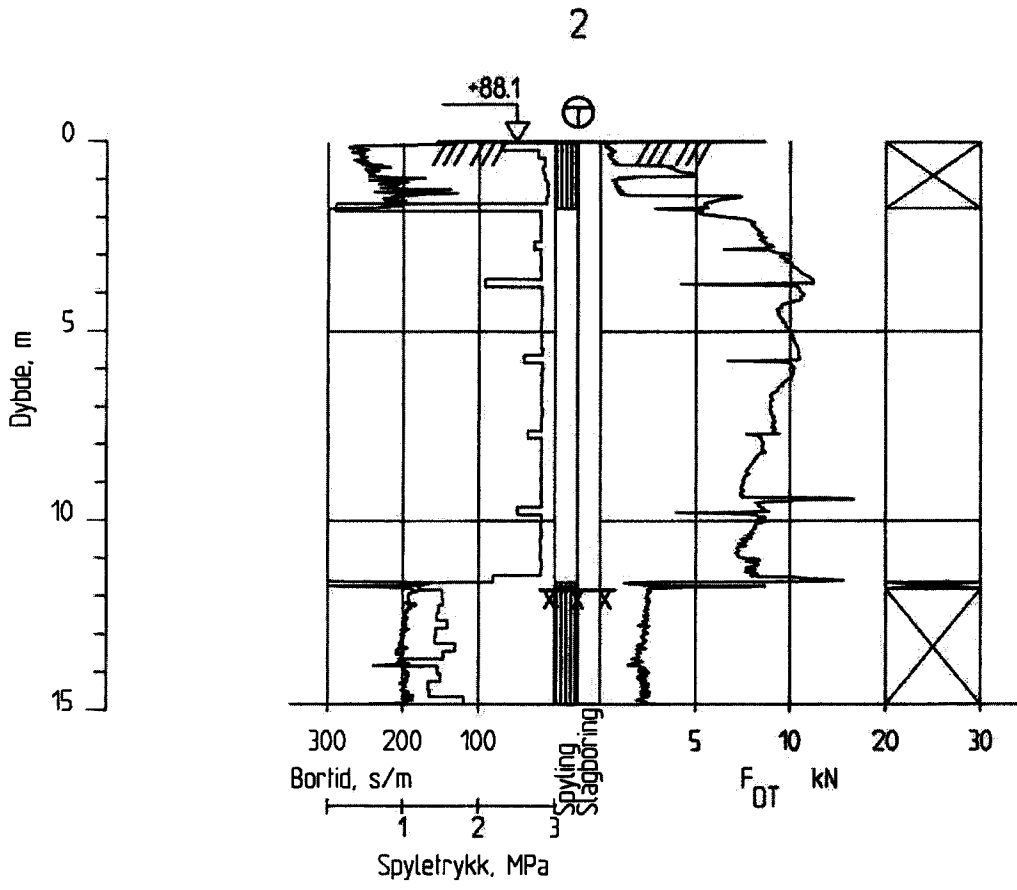 2
+88.1
T
0
5
10
15
Dybde, m
300 200 100 5 10 20 30
Bortid, s/m
Spyling
Slagboring
F_DT kN
1 2 3
Spyletrykk, MPa